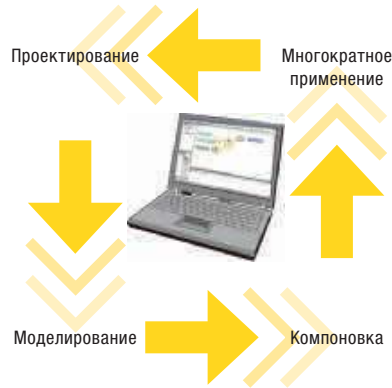 Проектирование
Многократное
применение
Моделирование
Компоновка